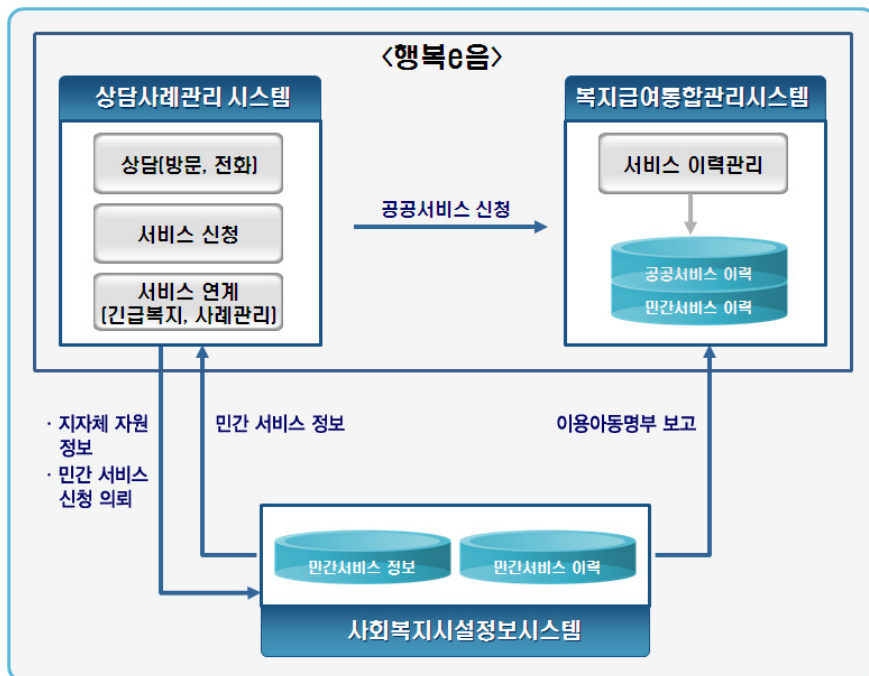 <행복e음>
상담사례관리 시스템
상담(방문, 전화)
서비스 신청
서비스 연계
(긴급복지, 사례관리)
공공서비스 신청
복지급여통합관리시스템
서비스 이력관리
공공서비스 이력
민간서비스 이력
· 지자체 자원
정보
· 민간 서비스
신청 의뢰
민간 서비스 정보
이용아동명부 보고
민간서비스 정보
민간서비스 이력
사회복지시설정보시스템